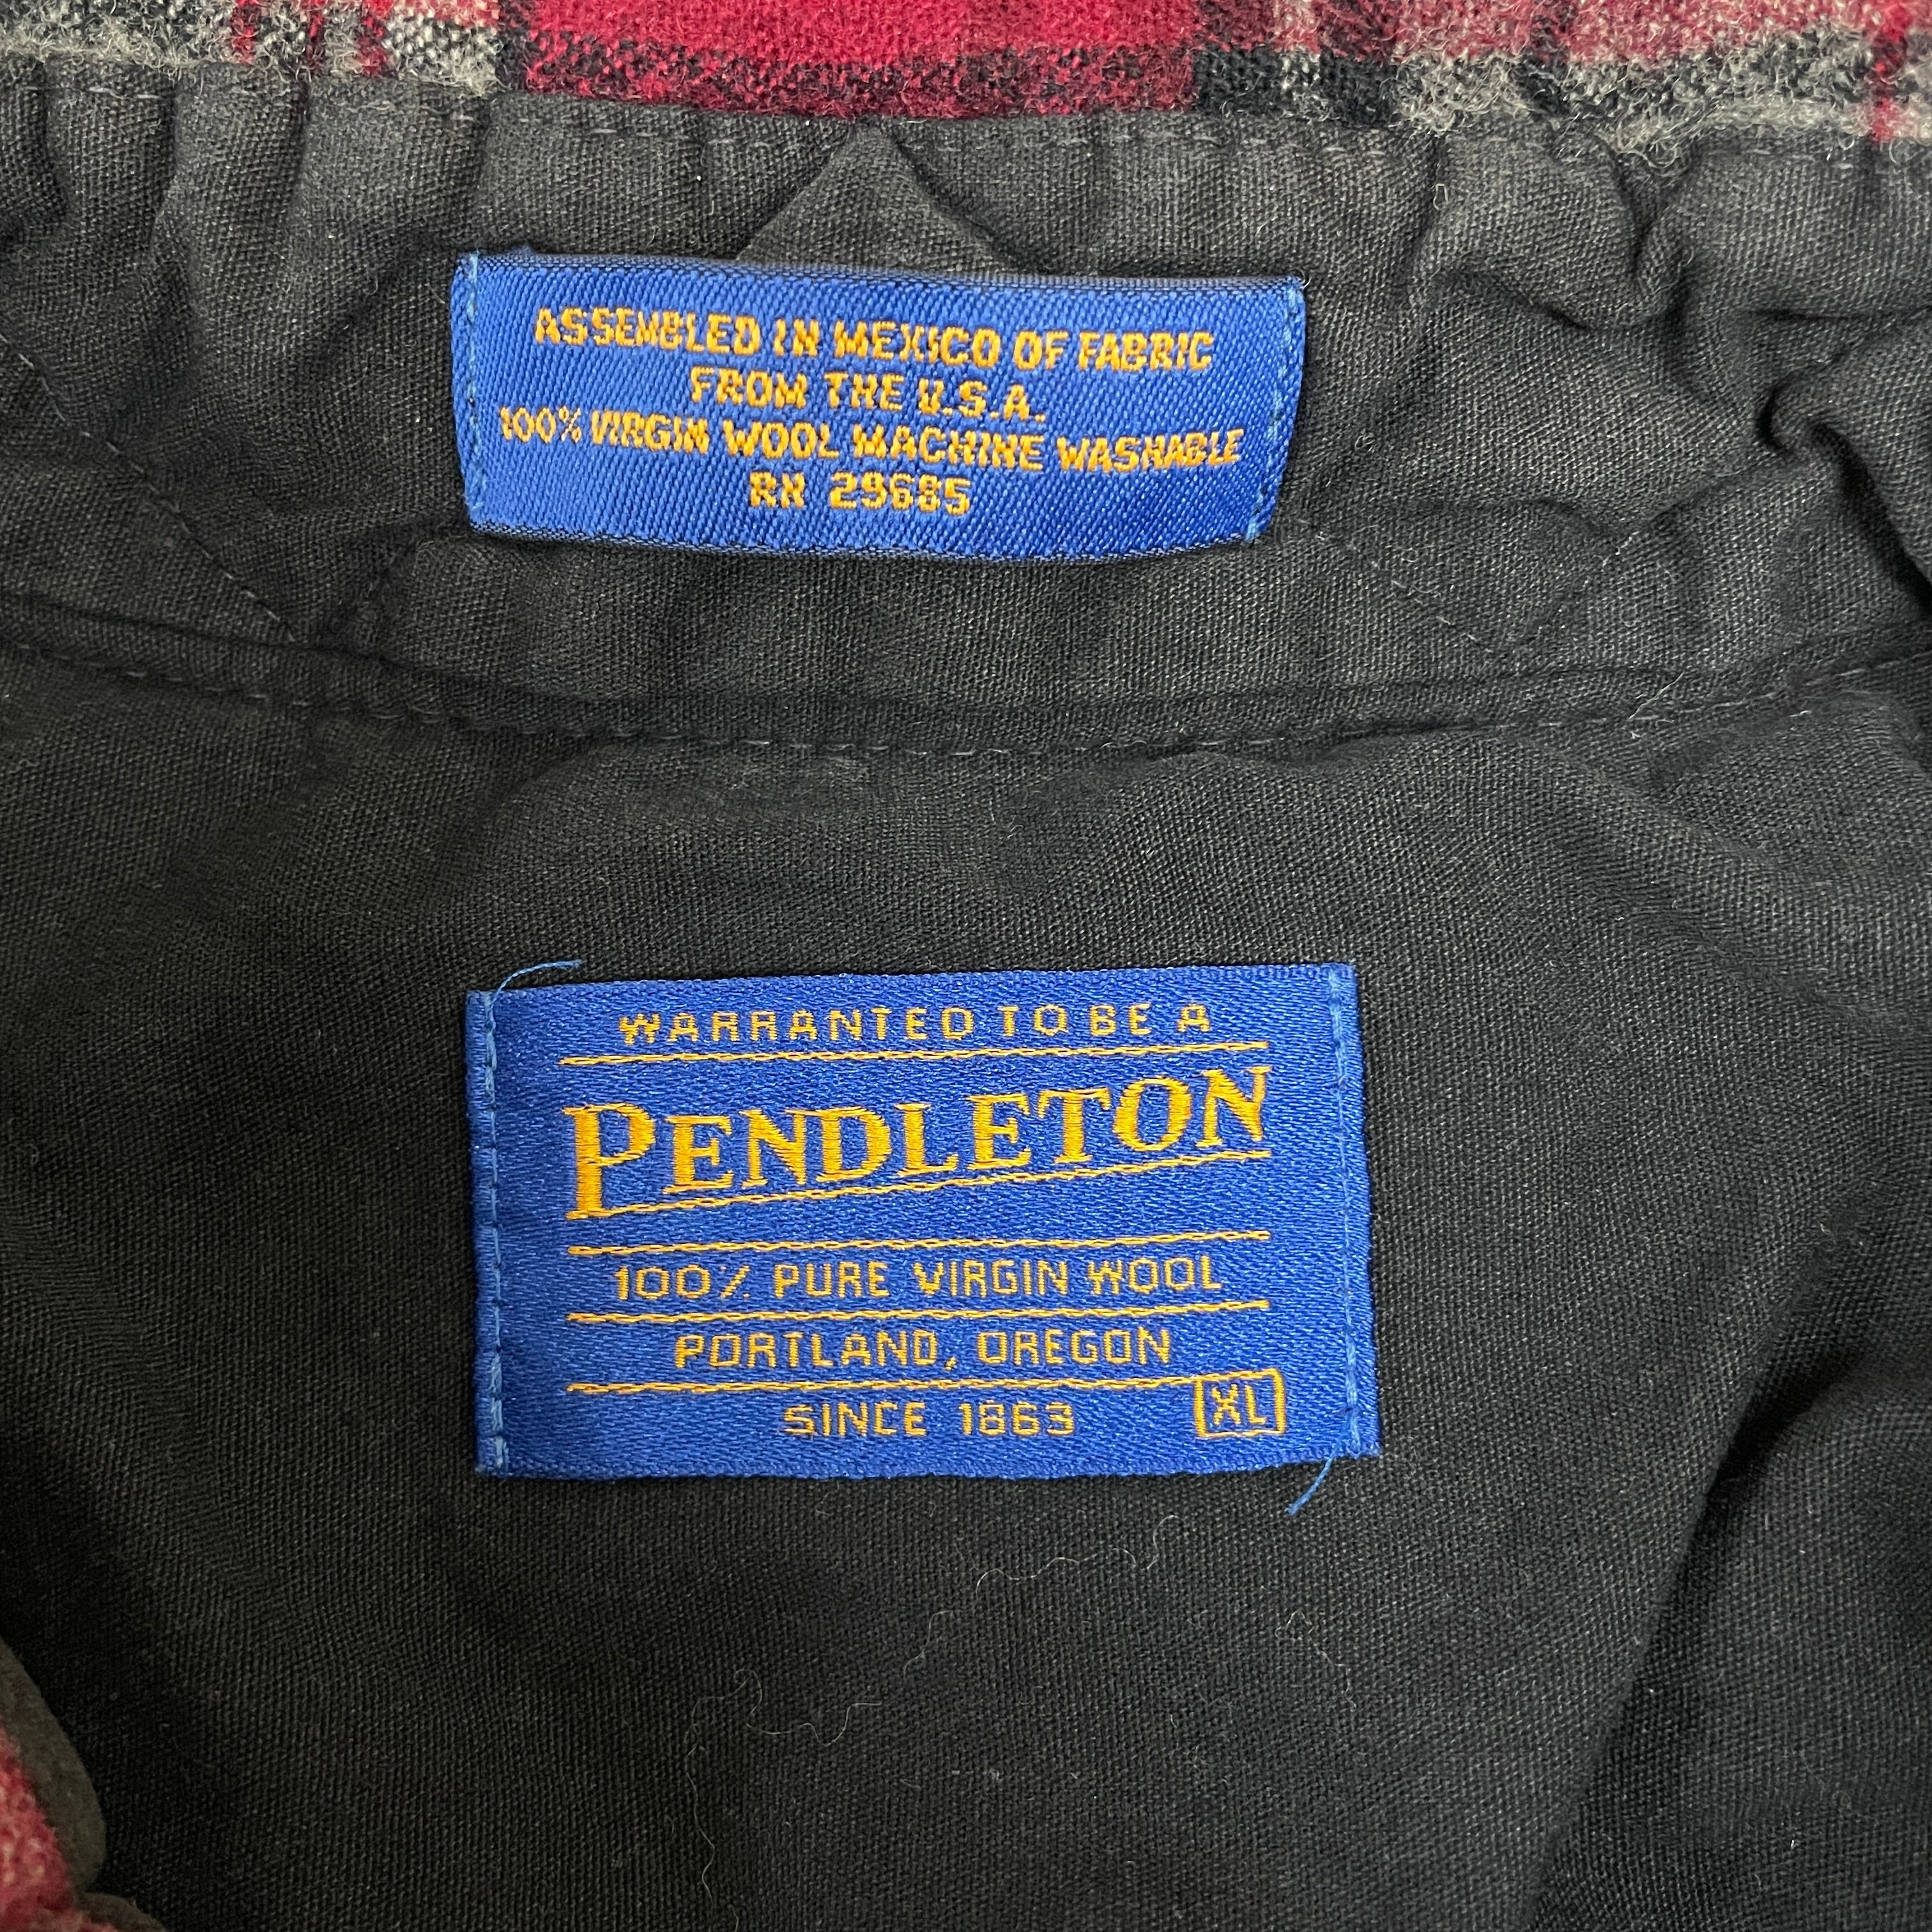 ASSEMBLED IN MEXICO OF FABRIC
FROM THE U.S.A.
100% VIRGIN WOOL MACHINE WASHABLE
RN 29685
WARRANTED TO BE A
PENDLETON
100% PURE VIRGIN WOOL
PORTLAND, OREGON
SINCE 1863 XL